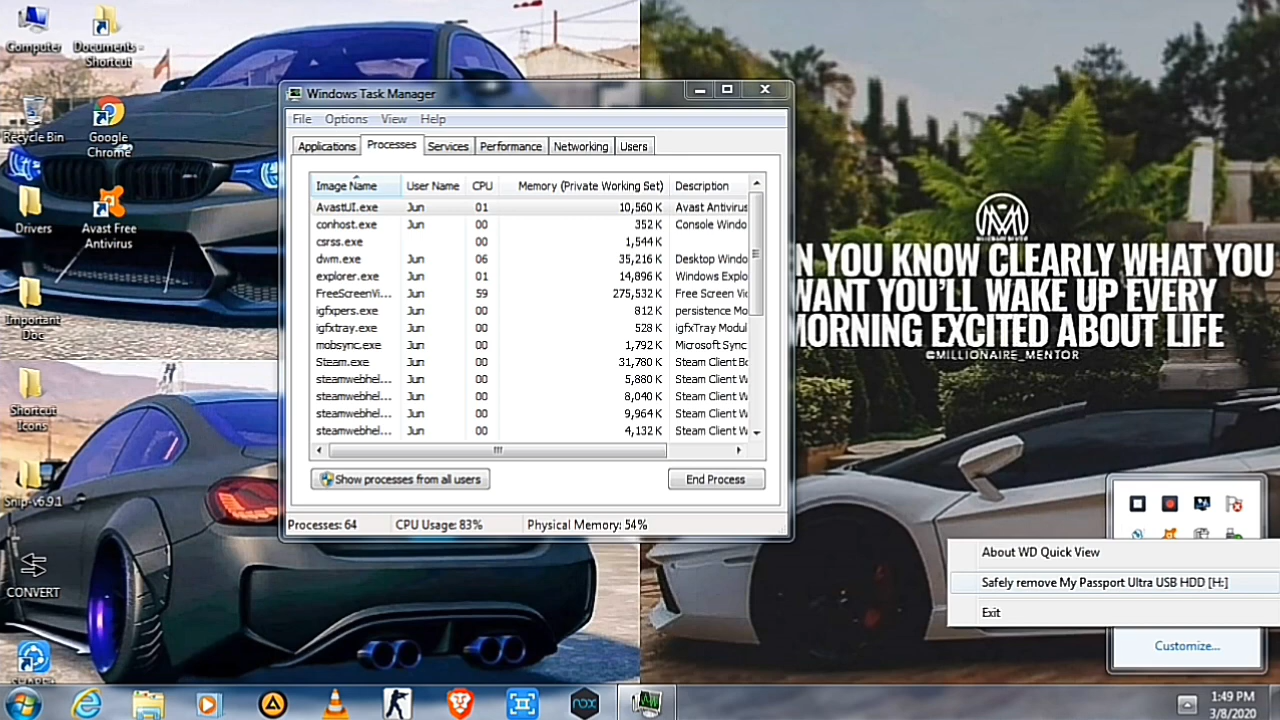 Computer
Documents -
Shortcut
Recycle Bin
Google
Chrome
Drivers
Avast Free
Antivirus
Important
Doc
Shortcut
Icons
Snip-v6.9.1
CONVERT
Windows Task Manager
File Options View Help
Applications Processes Services Performance Networking Users
Image Name User Name CPU Memory (Private Working Set) Description
AvastUI.exe Jun 01 10,560 K Avast Antivirus
conhost.exe Jun 00 352 K Console Windo
csrss.exe 00 1,544 K
dwm.exe Jun 06 35,216 K Desktop Windo
explorer.exe Jun 01 14,896 K Windows Explo
FreeScreenVi... Jun 59 275,532 K Free Screen Vi
igfxpers.exe Jun 00 812 K persistence Mo
igfxtray.exe Jun 00 528 K igfxTray Modul
mobsync.exe Jun 00 1,792 K Microsoft Sync
Steam.exe Jun 00 31,780 K Steam Client Bo
steamwebhel... Jun 00 5,880 K Steam Client W
steamwebhel... Jun 00 8,040 K Steam Client W
steamwebhel... Jun 00 9,964 K Steam Client W
steamwebhel... Jun 00 4,132 K Steam Client W
Show processes from all users End Process
Processes: 64 CPU Usage: 83% Physical Memory: 54%
N YOU KNOW CLEARLY WHAT YOU
WANT YOU'LL WAKE UP EVERY
MORNING EXCITED ABOUT LIFE
@MILLIONAIRE_MENTOR
About WD Quick View
Safely remove My Passport Ultra USB HDD [H:]
Exit
Customize...
nox
1:49 PM
3/8/2020